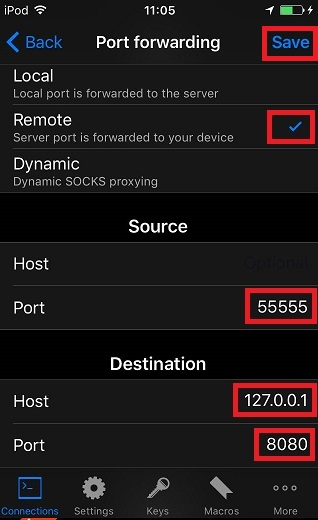 iPod 11:05
Back Port forwarding Save
Local
Local port is forwarded to the server
Remote
Server port is forwarded to your device
Dynamic
Dynamic SOCKS proxying
Source
Host Optional
Port 55555
Destination
Host 127.0.0.1
Port 8080
Connections Settings Keys Macros More